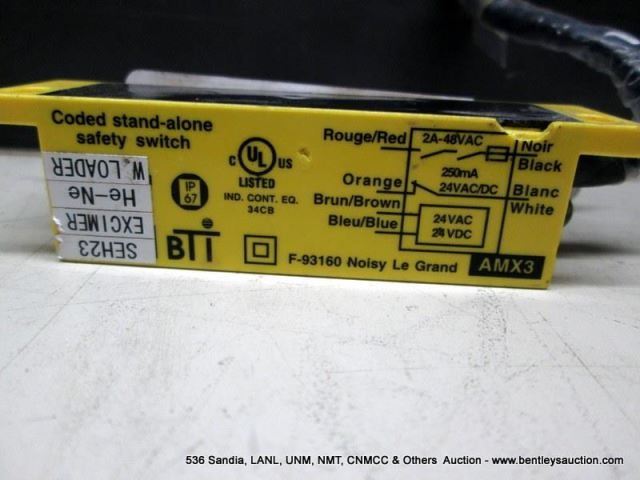 Coded stand-alone
safety switch
W LOADER
He-Ne
EXCIMER
SEH23
C UL US
LISTED
IND. CONT. EQ.
34CB
IP
67
BTI
Rouge/Red
2A-48VAC
Noir
Black
250mA
Orange
24VAC/DC
Blanc
White
Brun/Brown
Bleu/Blue
24VAC
24VDC
F-93160 Noisy Le Grand
AMX3
536 Sandia, LANL, UNM, NMT, CNMCC & Others Auction - www.bentleysauction.com